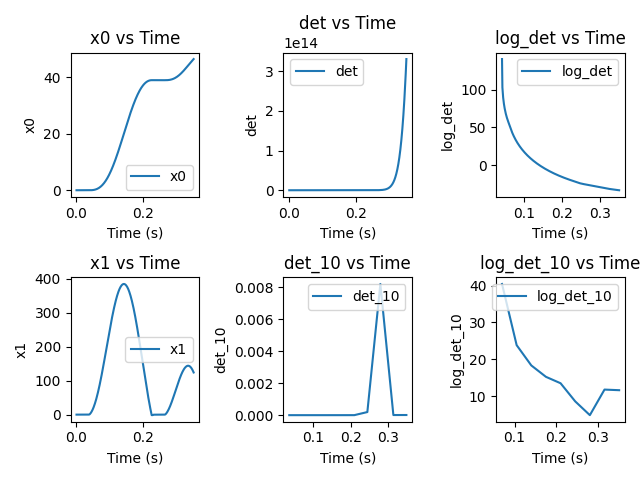 x0 vs Time
x0
40
20
0
0.0
0.2
Time (s)
x0
det vs Time
1e14
det
3
2
1
0
0.0
0.2
Time (s)
det
log_det vs Time
log_det
100
50
0
0.1
0.2
0.3
Time (s)
log_det
x1 vs Time
x1
400
300
200
100
0
0.0
0.2
Time (s)
x1
det_10 vs Time
det_10
0.008
0.006
0.004
0.002
0.000
0.1
0.2
0.3
Time (s)
det_10
log_det_10 vs Time
log_det_10
40
30
20
10
0.1
0.2
0.3
Time (s)
log_det_10